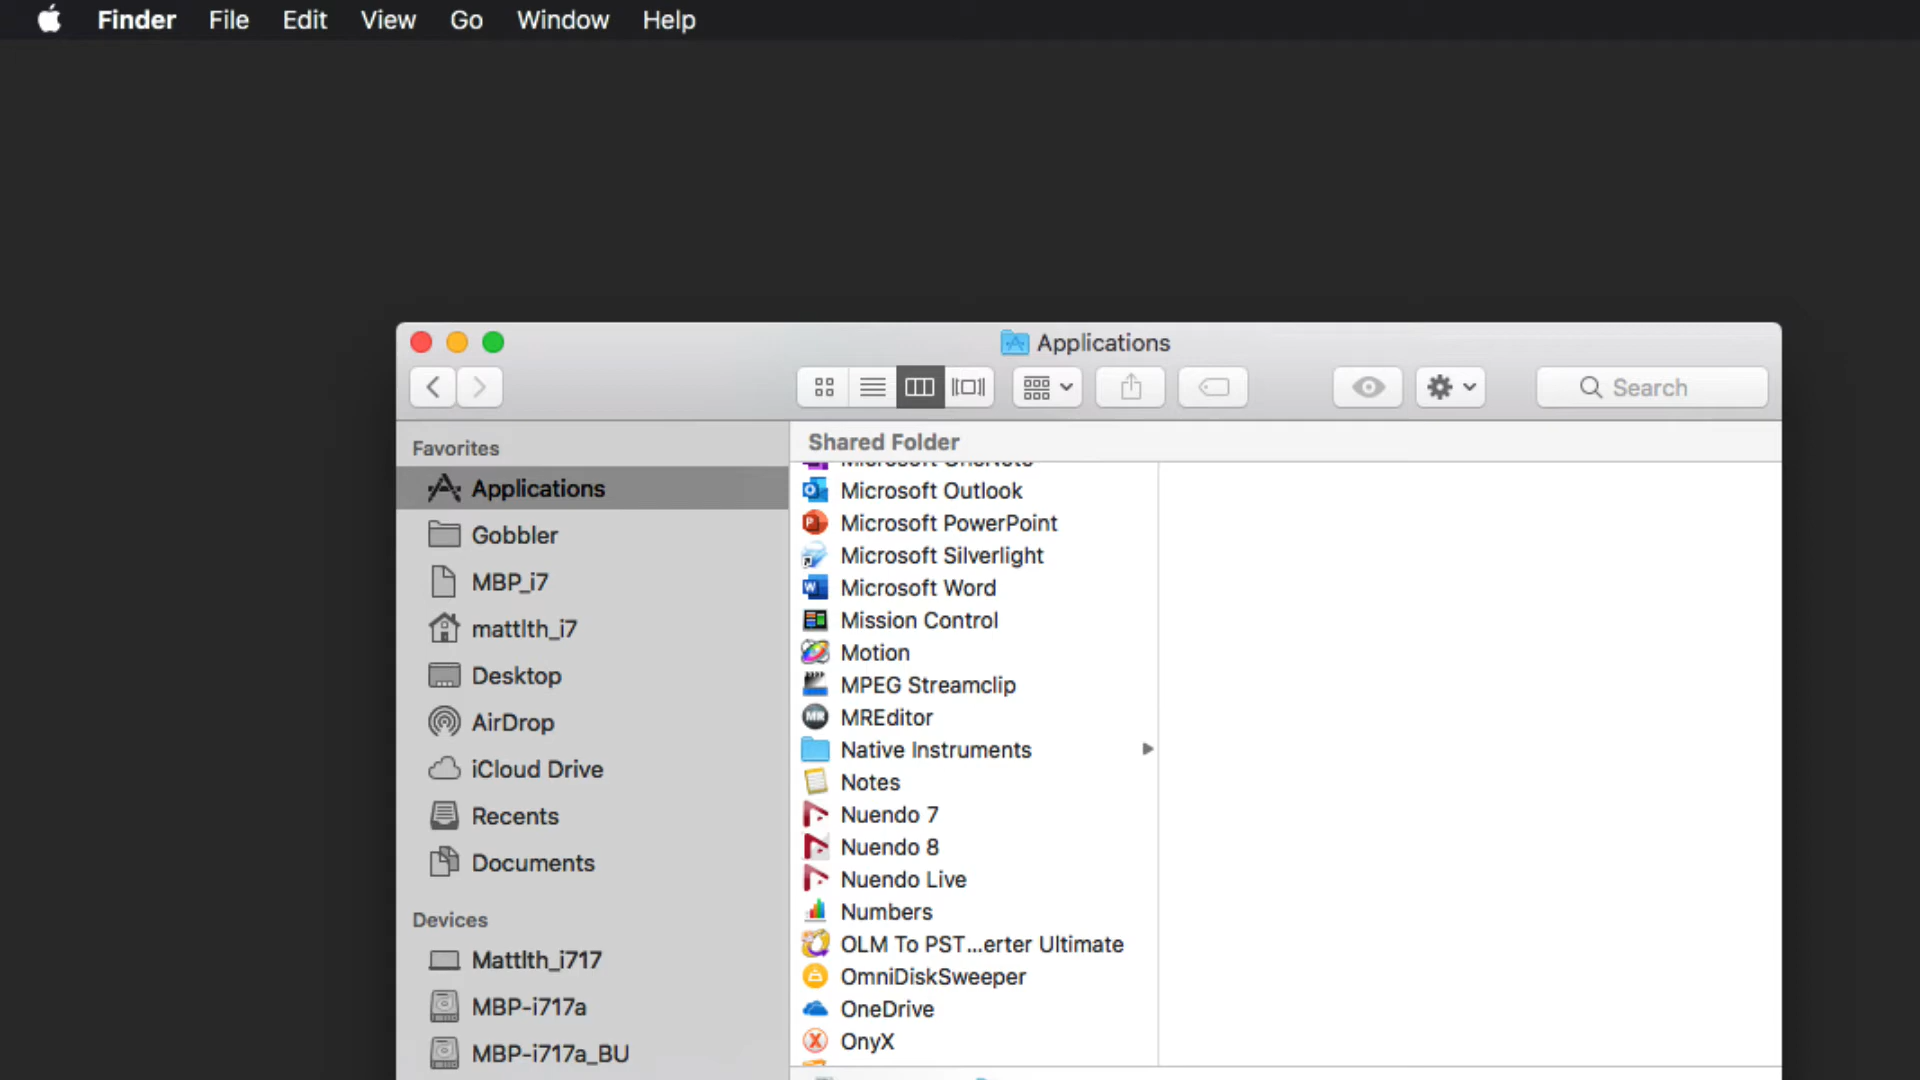 Finder File Edit View Go Window Help
Applications
Search
Favorites
Applications
Gobbler
MBP_i7
mattlth_i7
Desktop
AirDrop
iCloud Drive
Recents
Documents
Devices
Mattlth_i717
MBP-i717a
MBP-i717a_BU
Shared Folder
Microsoft OneNote
Microsoft Outlook
Microsoft PowerPoint
Microsoft Silverlight
Microsoft Word
Mission Control
Motion
MPEG Streamclip
MREditor
Native Instruments
Notes
Nuendo 7
Nuendo 8
Nuendo Live
Numbers
OLM To PST...erter Ultimate
OmniDiskSweeper
OneDrive
OnyX